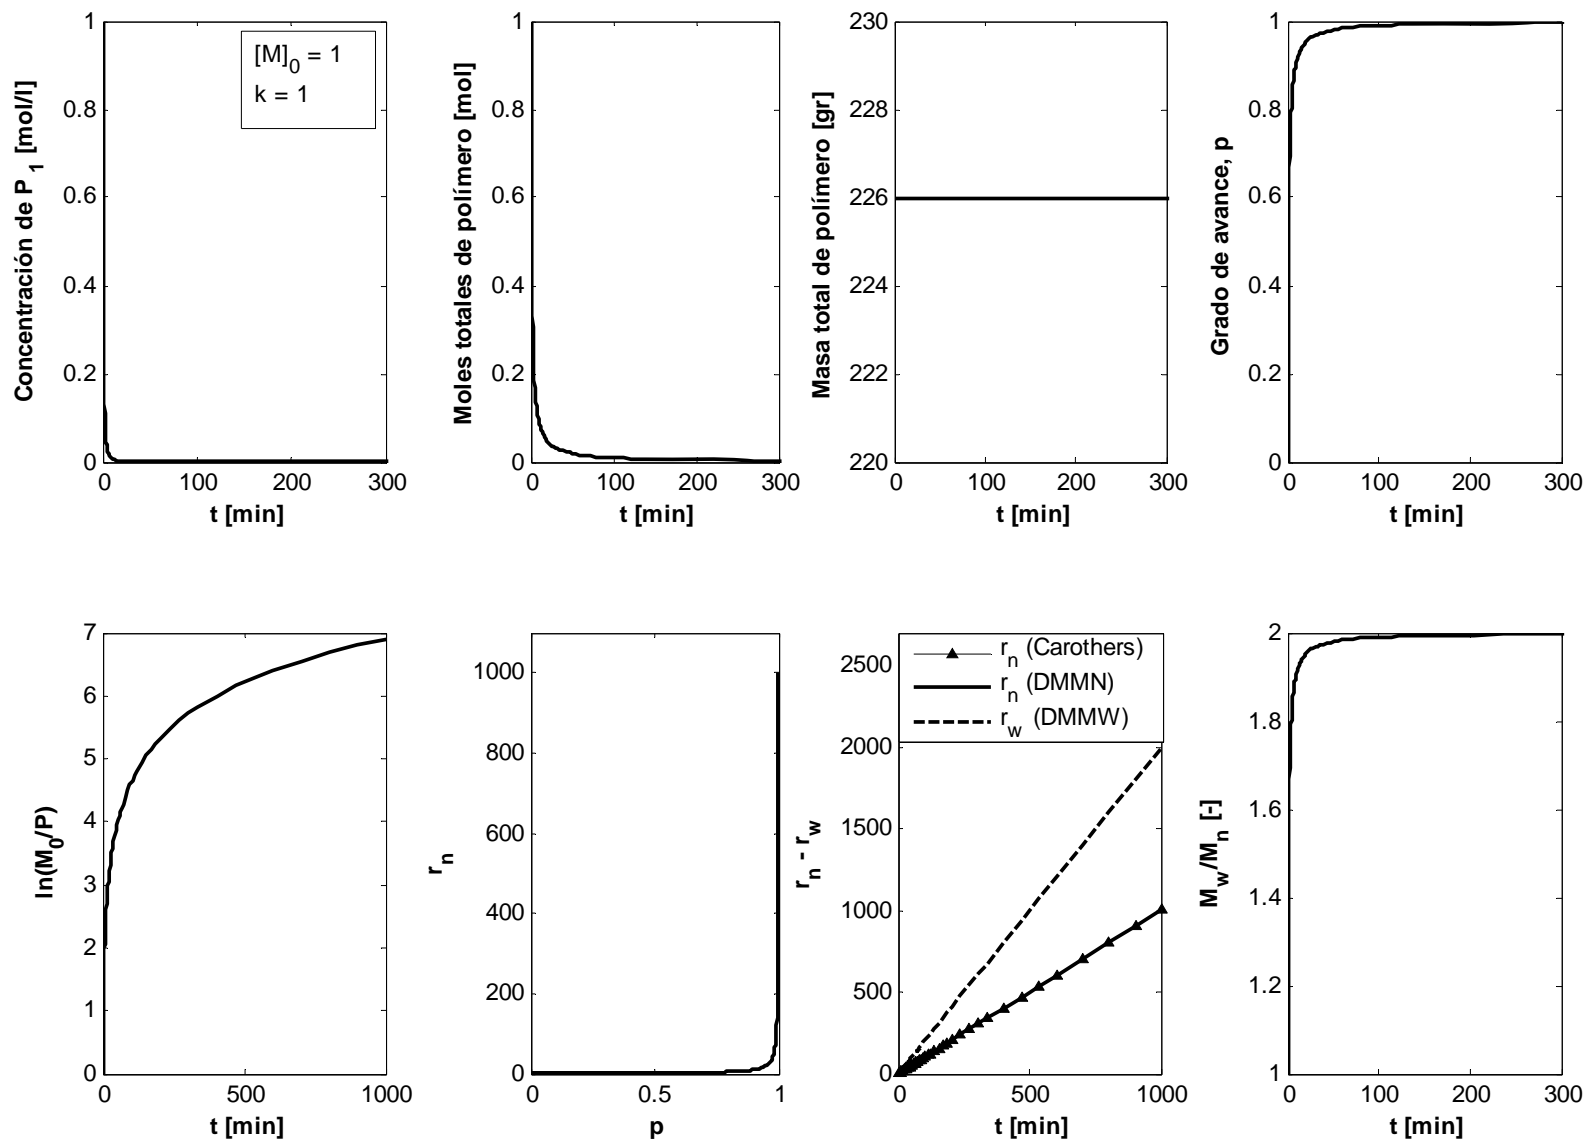 Concentración de P1 [mol/l]
1
0.8
0.6
0.4
0.2
0
[M]0 = 1
k = 1
0 100 200 300
t [min]
Moles totales de polímero [mol]
1
0.8
0.6
0.4
0.2
0
0 100 200 300
t [min]
Masa total de polímero [gr]
230
228
226
224
222
220
0 100 200 300
t [min]
Grado de avance, p
1
0.8
0.6
0.4
0.2
0
0 100 200 300
t [min]
ln(M0/P)
7
6
5
4
3
2
1
0
0 500 1000
t [min]
rn
1000
800
600
400
200
0
0 0.5 1
p
rn - rw
2500
2000
1500
1000
500
0
rn (Carothers)
rn (DMMN)
rw (DMMW)
0 500 1000
t [min]
Mw/Mn [-]
2
1.8
1.6
1.4
1.2
1
0 100 200 300
t [min]